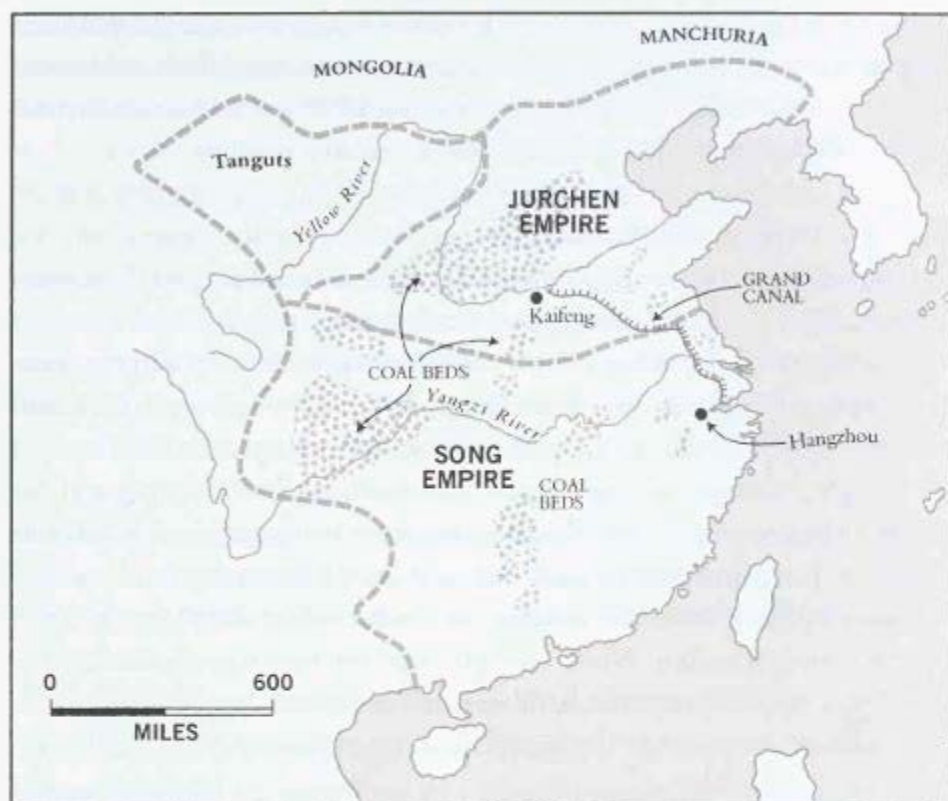 MANCHURIA
MONGOLIA
Tanguts
Yellow River
JURCHEN
EMPIRE
GRAND
CANAL
Kaifeng
COAL BEDS
Yangzi River
Hangzhou
SONG
EMPIRE
COAL
BEDS
0 600
MILES